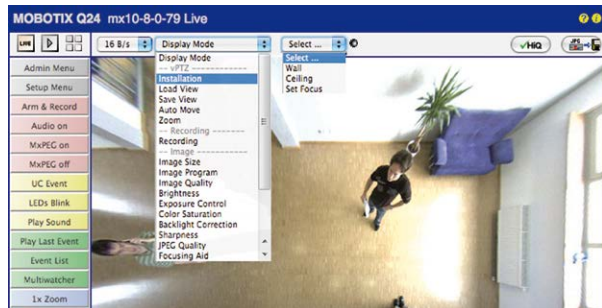 MOBOTIX Q24 mx10-8-0-79 Live
LIVE
16 B/s
Display Mode
Select ...
HiQ
JPG
Admin Menu
Setup Menu
Arm & Record
Audio on
MxPEG on
MxPEG off
UC Event
LEDs Blink
Play Sound
Play Last Event
Event List
Multiwatcher
1x Zoom
Display Mode
-- vPTZ ------------
Installation
Load View
Save View
Auto Move
Zoom
-- Recording -------
Recording
-- Image -----------
Image Size
Image Program
Image Quality
Brightness
Exposure Control
Color Saturation
Backlight Correction
Sharpness
JPEG Quality
Focusing Aid
Select ...
Wall
Ceiling
Set Focus